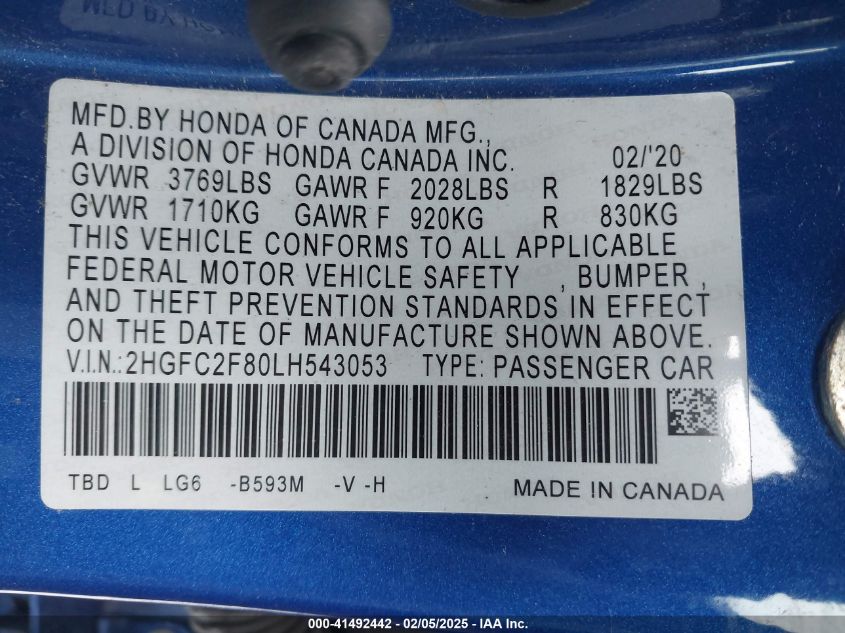 MFD.BY HONDA OF CANADA MFG.,
A DIVISION OF HONDA CANADA INC. 02/'20
GVWR 3769LBS GAWR F 2028LBS R 1829LBS
GVWR 1710KG GAWR F 920KG R 830KG
THIS VEHICLE CONFORMS TO ALL APPLICABLE
FEDERAL MOTOR VEHICLE SAFETY , BUMPER ,
AND THEFT PREVENTION STANDARDS IN EFFECT
ON THE DATE OF MANUFACTURE SHOWN ABOVE.
V.I.N.:2HGFC2F80LH543053 TYPE: PASSENGER CAR
TBD L LG6 -B593M -V -H MADE IN CANADA
000-41492442 - 02/05/2025 - IAA Inc.